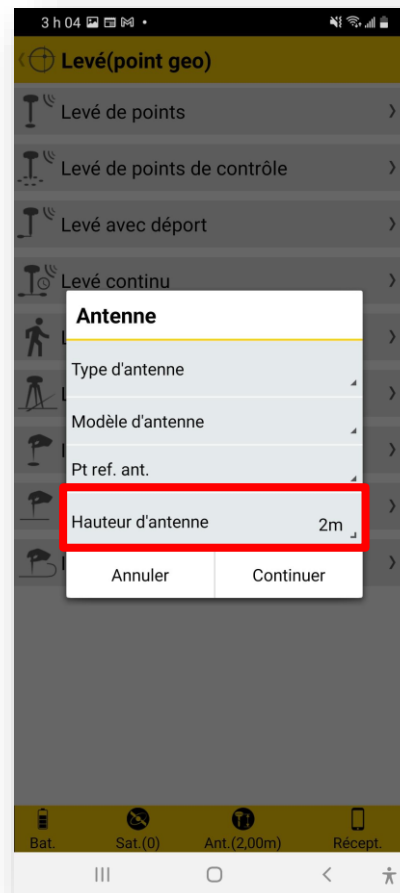 3 h 04
Levé(point geo)
Levé de points
Levé de points de contrôle
Levé avec déport
Levé continu
Antenne
Type d'antenne
Modèle d'antenne
Pt ref. ant.
Hauteur d'antenne 2m
Annuler Continuer
Bat. Sat.(0) Ant.(2,00m) Récept.